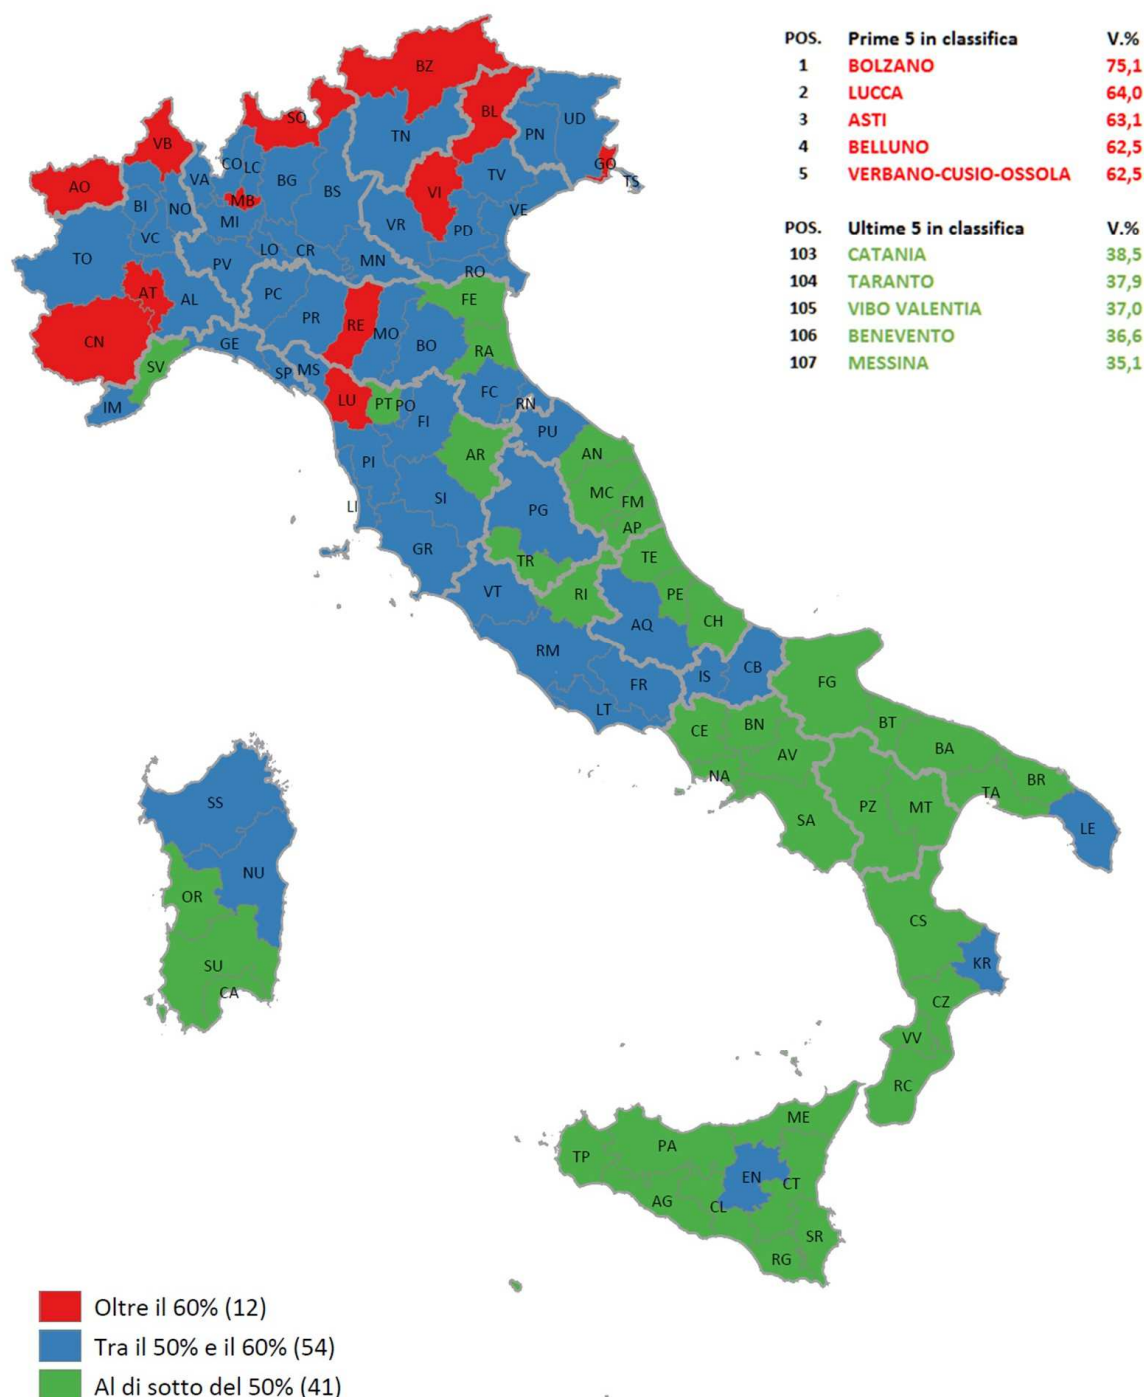 POS. Prime 5 in classifica V.%
1 BOLZANO 75,1
2 LUCCA 64,0
3 ASTI 63,1
4 BELLUNO 62,5
5 VERBANO-CUSIO-OSSOLA 62,5
POS. Ultime 5 in classifica V.%
103 CATANIA 38,5
104 TARANTO 37,9
105 VIBO VALENTIA 37,0
106 BENEVENTO 36,6
107 MESSINA 35,1
BZ
BL
SO
TN
PN
UD
VB
CO
LC
GO
AO
VA
BG
BS
VI
TV
TS
MB
BI
NO
MI
VR
PD
VE
VC
TO
LO
CR
MN
PV
RO
AT
AL
PC
FE
PR
RE
MO
BO
CN
GE
RA
SV
SP
MS
FC
IM
LU
PT
PO
FI
RN
PU
AR
AN
PI
MC
FM
SI
LI
PG
AP
GR
TR
TE
VT
RI
PE
AQ
CH
RM
CB
IS
FR
FG
LT
CE
BN
BT
AV
BA
NA
BR
TA
SS
PZ
MT
SA
LE
NU
OR
CS
SU
KR
CA
CZ
VV
RC
ME
PA
TP
EN
CT
AG
CL
SR
RG
Oltre il 60% (12)
Tra il 50% e il 60% (54)
Al di sotto del 50% (41)